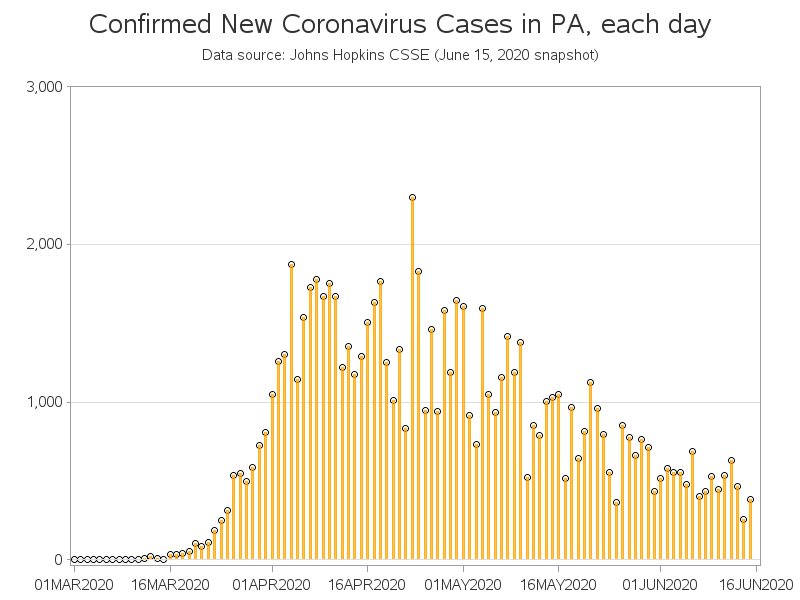 Confirmed New Coronavirus Cases in PA, each day
Data source: Johns Hopkins CSSE (June 15, 2020 snapshot)
3,000
2,000
1,000
0
01MAR2020 16MAR2020 01APR2020 16APR2020 01MAY2020 16MAY2020 01JUN2020 16JUN2020